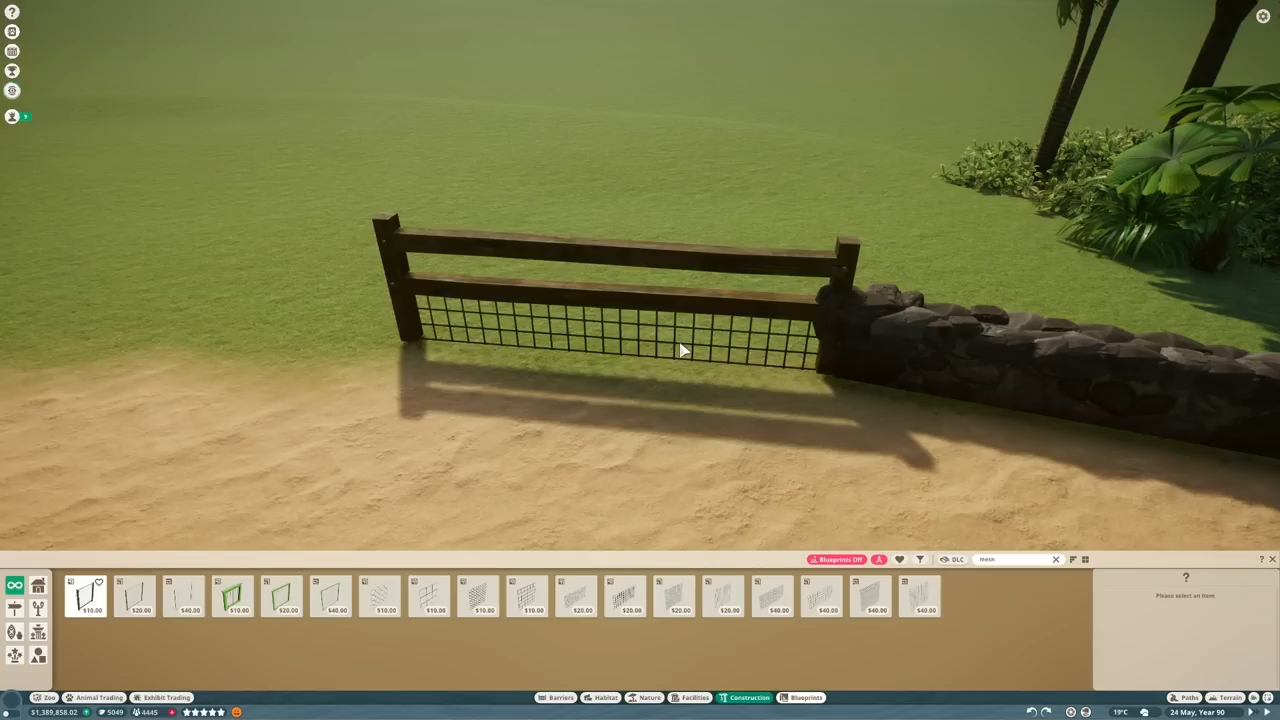 ?
9
Blueprints Off
DLC
mesh
? ×
$10.00 $20.00 $40.00 $10.00 $20.00 $40.00 $10.00 $10.00 $10.00 $10.00 $20.00 $20.00 $20.00 $20.00 $40.00 $40.00 $40.00 $40.00
?
Please select an item
Zoo Animal Trading Exhibit Trading Barriers Habitat Nature Facilities Construction Blueprints Paths Terrain
$1,389,858.02 5049 4445 19°C 24 May, Year 90